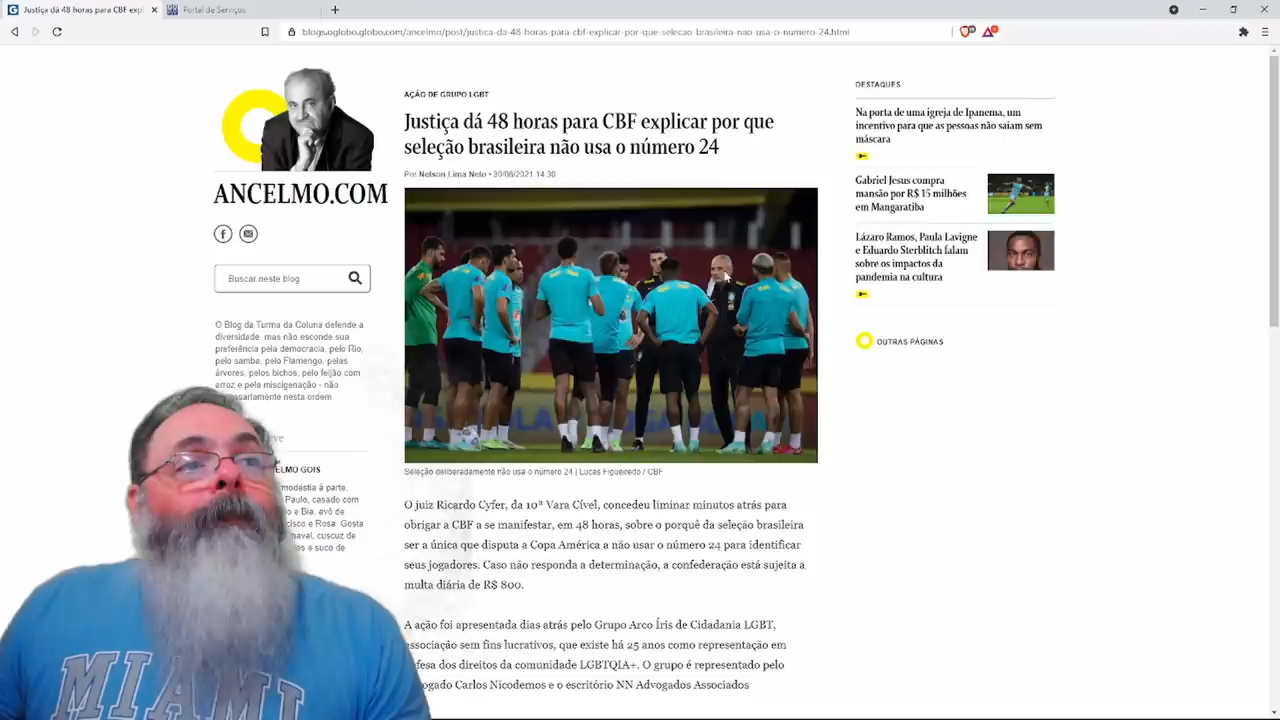 Justiça dá 48 horas para CBF expl
Portal de Serviços
blogs.oglobo.globo.com/ancelmo/post/justica-da-48-horas-para-cbf-explicar-por-que-selecao-brasileira-nao-usa-o-numero-24.html
ANCELMO.COM
Buscar neste blog
O Blog da Turma da Coluna defende a
diversidade, mas não esconde sua
preferência pela democracia, pelo Rio,
pelo samba, pelo Flamengo, pelas
árvores, pelos bichos, pelo feijão com
arroz e pela miscigenação - não
necessariamente nesta ordem
ELMO GOIS
modéstia à parte,
Paulo, casado com
o e Bia, avô de
cisco e Rosa. Gosta
naval, cuscuz de
os e suco de
AÇÃO DE GRUPO LGBT
Justiça dá 48 horas para CBF explicar por que
seleção brasileira não usa o número 24
Por Nelson Lima Neto • 30/06/2021 14:30
Seleção deliberadamente não usa o número 24 | Lucas Figueiredo / CBF
O juiz Ricardo Cyfer, da 10ª Vara Cível, concedeu liminar minutos atrás para
obrigar a CBF a se manifestar, em 48 horas, sobre o porquê da seleção brasileira
ser a única que disputa a Copa América a não usar o número 24 para identificar
seus jogadores. Caso não responda a determinação, a confederação está sujeita a
multa diária de R$ 800.
A ação foi apresentada dias atrás pelo Grupo Arco Íris de Cidadania LGBT,
associação sem fins lucrativos, que existe há 25 anos como representação em
defesa dos direitos da comunidade LGBTQIA+. O grupo é representado pelo
ogado Carlos Nicodemos e o escritório NN Advogados Associados
DESTAQUES
Na porta de uma igreja de Ipanema, um
incentivo para que as pessoas não saiam sem
máscara
Gabriel Jesus compra
mansão por R$ 15 milhões
em Mangaratiba
Lázaro Ramos, Paula Lavigne
e Eduardo Sterblitch falam
sobre os impactos da
pandemia na cultura
OUTRAS PÁGINAS
MIAMI